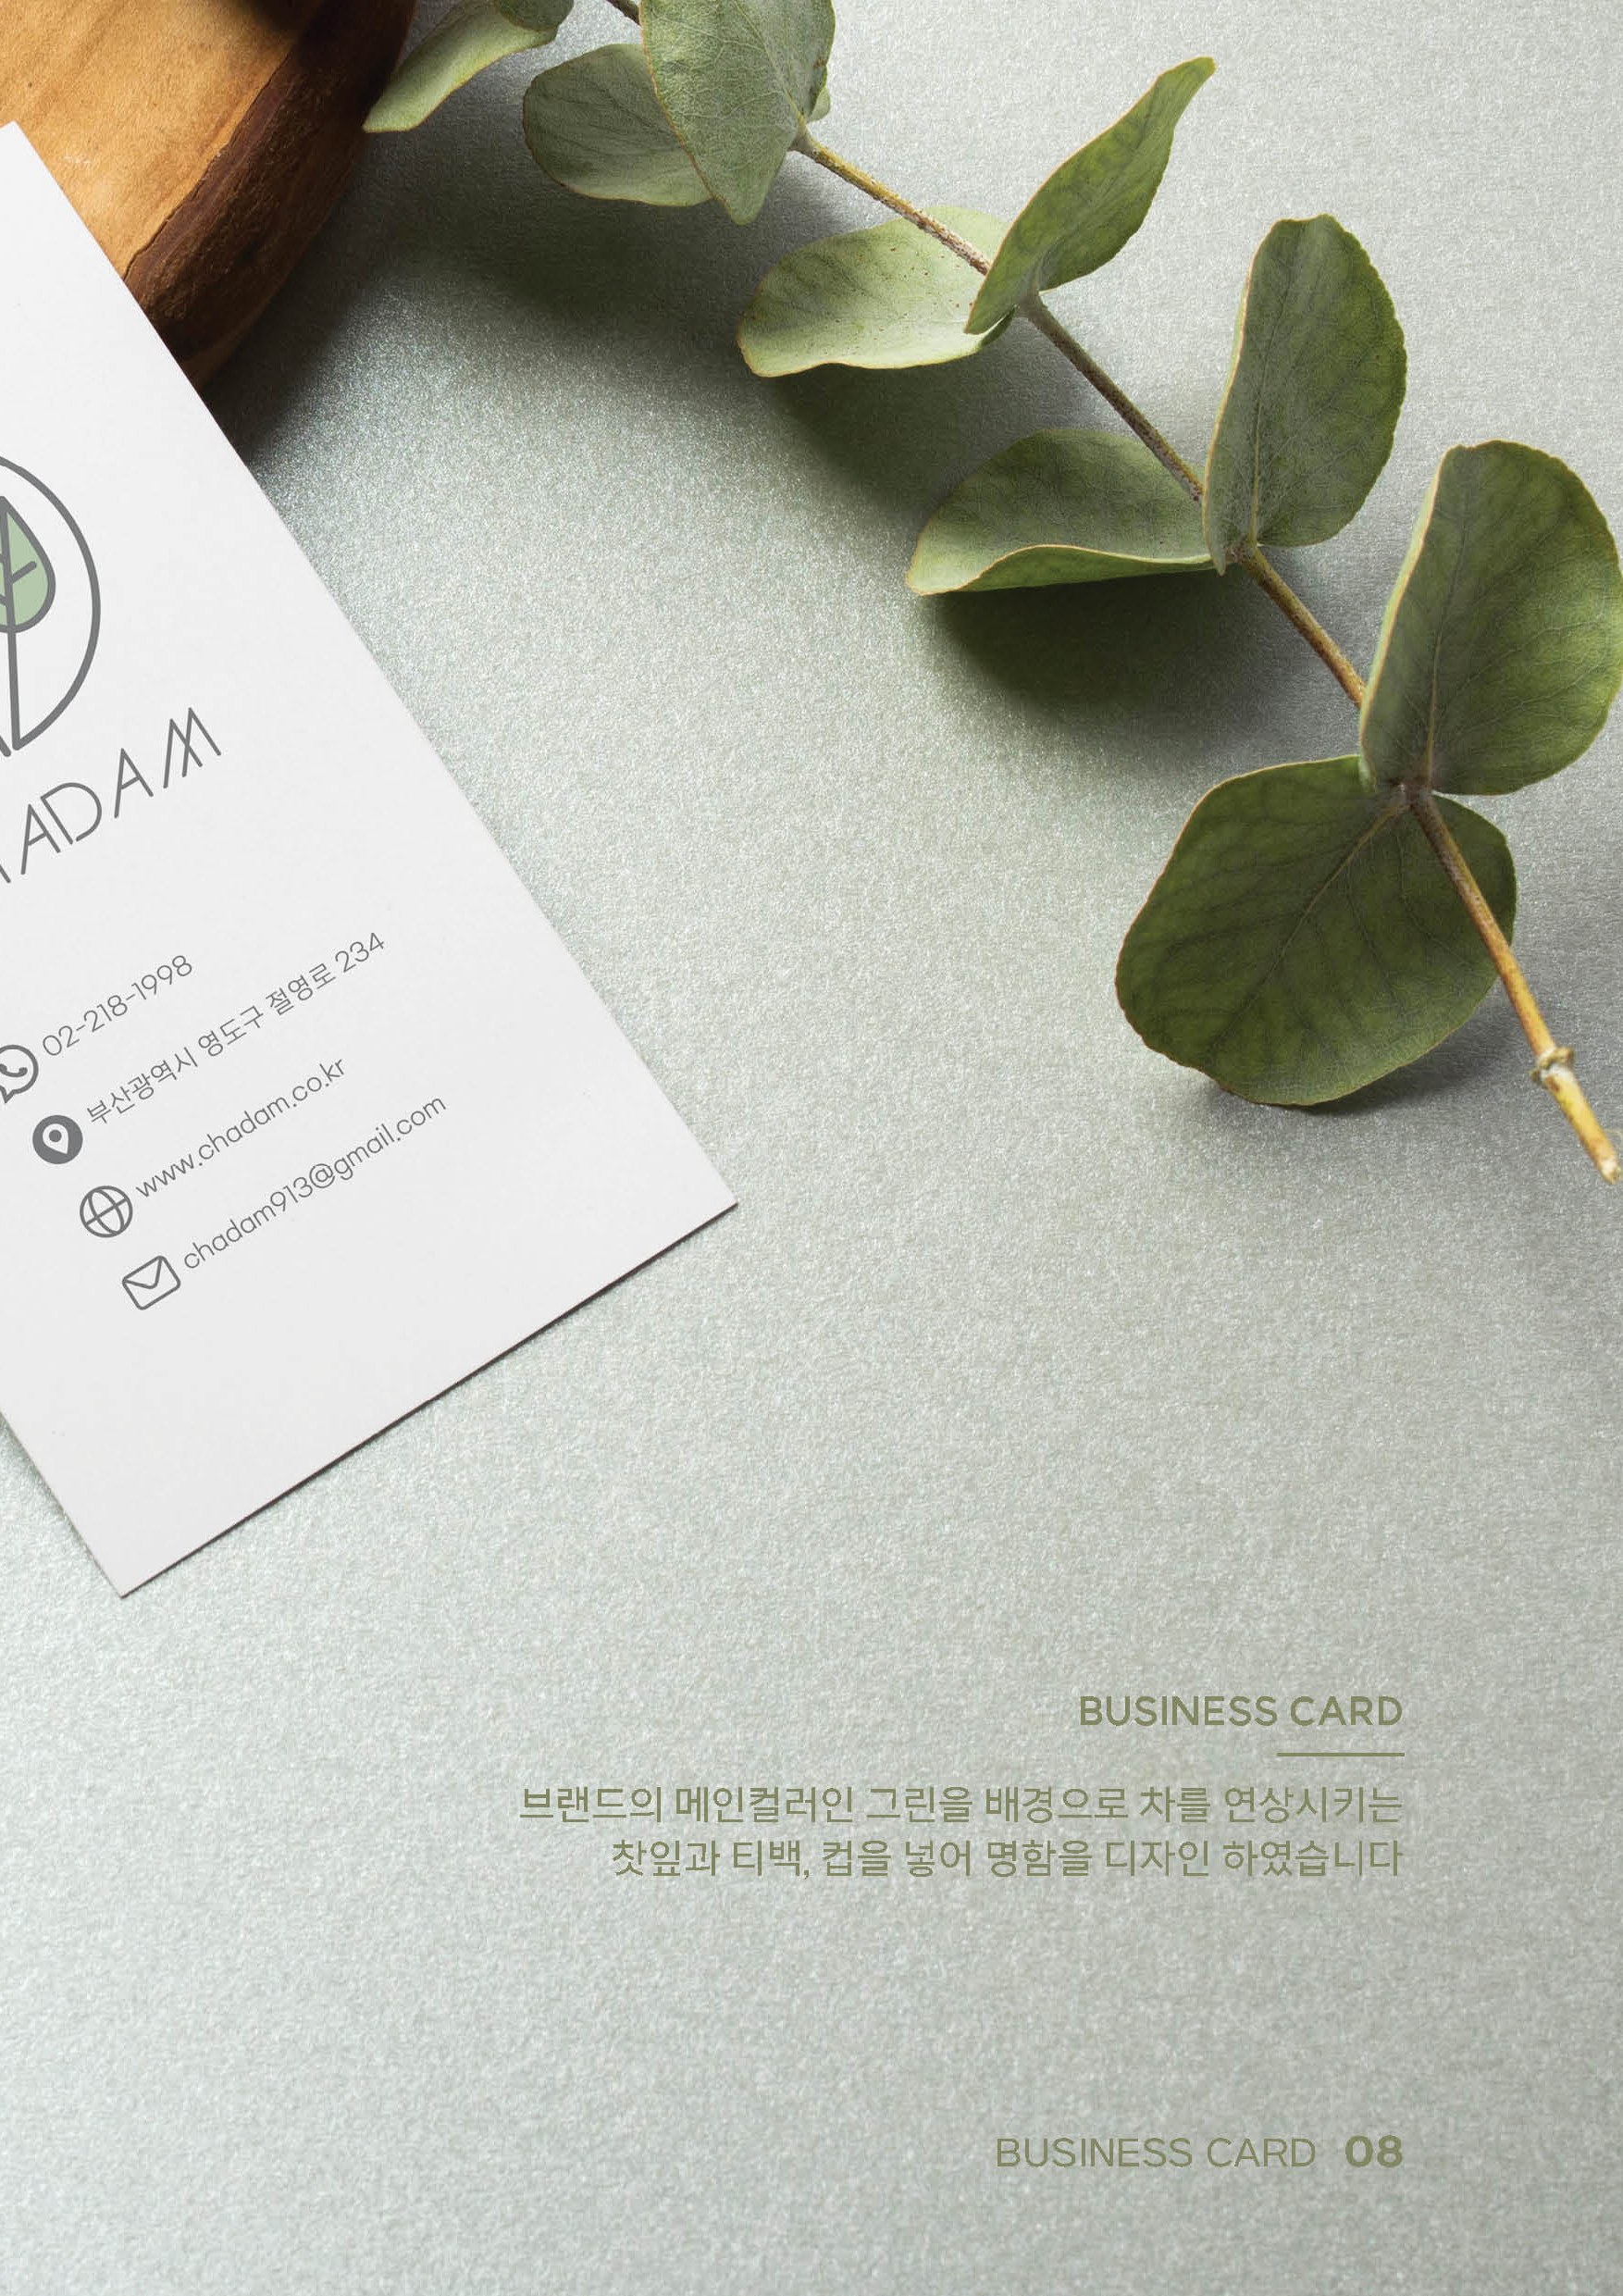 ADAM
02-218-1998
부산광역시 영도구 절영로 234
www.chadam.co.kr
chadam913@gmail.com
BUSINESS CARD
브랜드의 메인컬러인 그린을 배경으로 차를 연상시키는
찻잎과 티백, 컵을 넣어 명함을 디자인 하였습니다
BUSINESS CARD 08